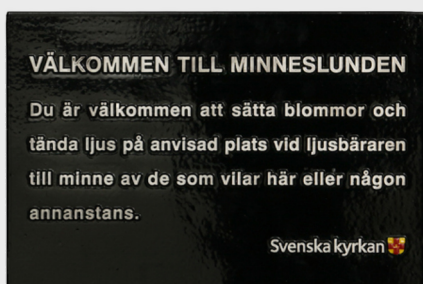 VÄLKOMMEN TILL MINNESLUNDEN
Du är välkommen att sätta blommor och
tända ljus på anvisad plats vid ljusbäraren
till minne av de som vilar här eller någon
annanstans.
Svenska kyrkan